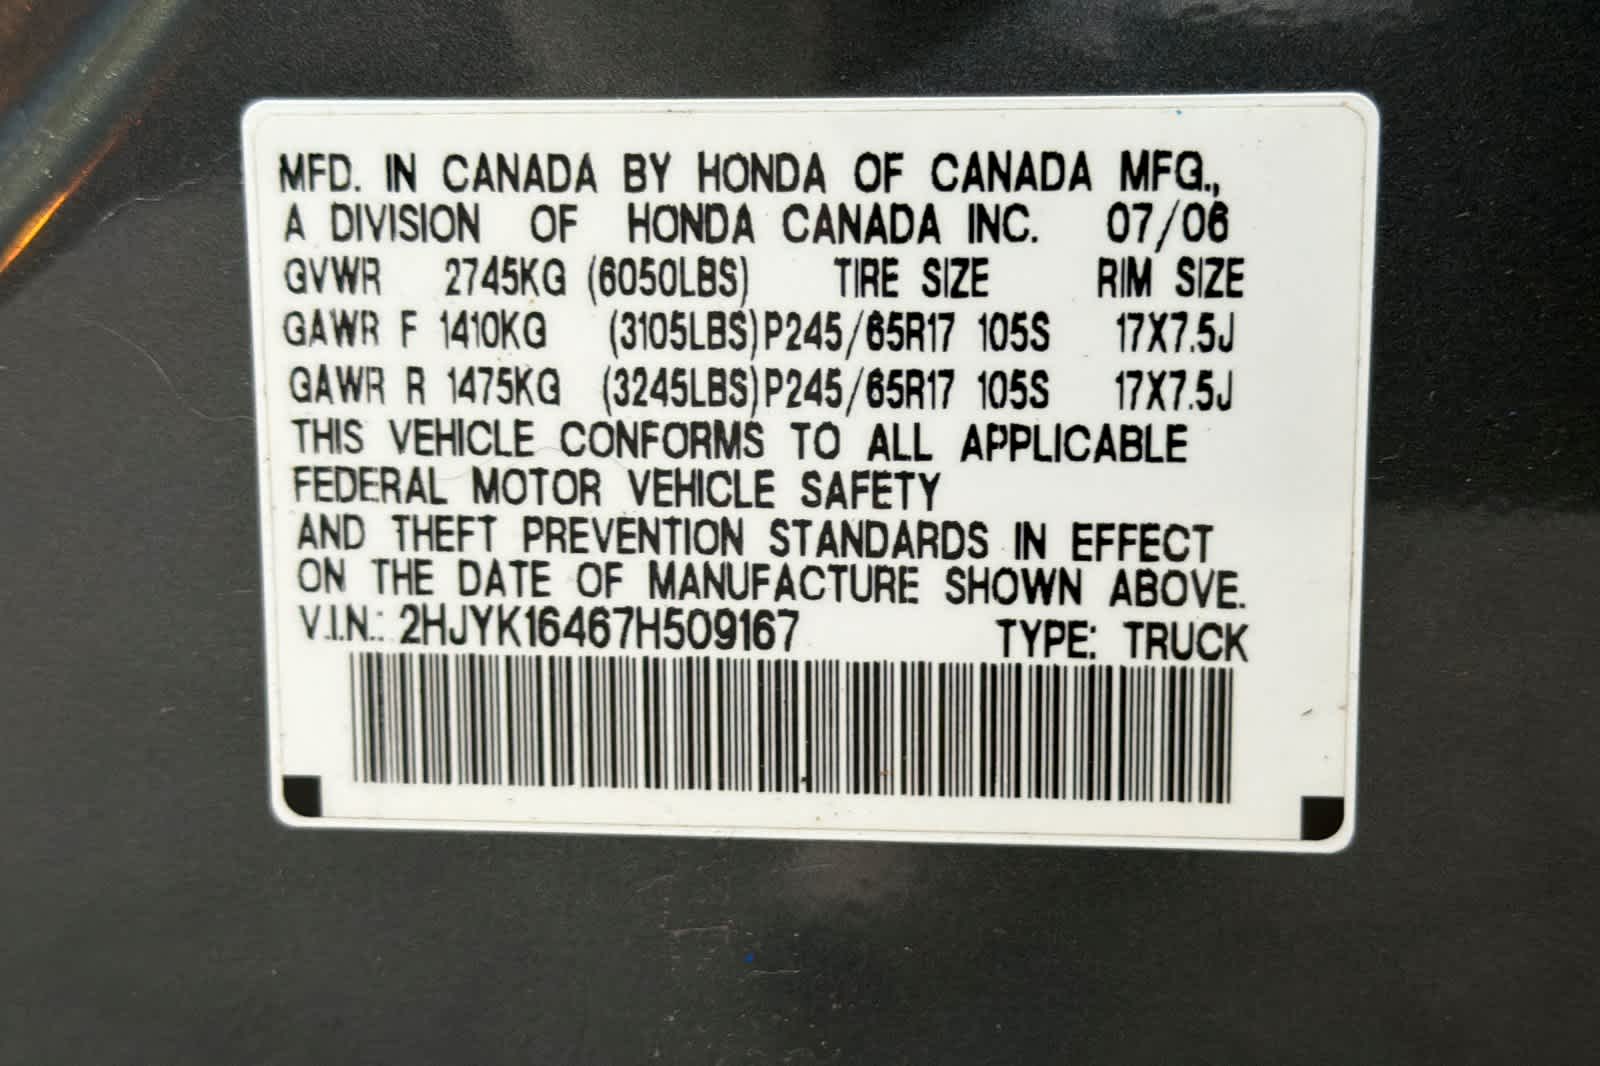 MFD. IN CANADA BY HONDA OF CANADA MFG.,
A DIVISION OF HONDA CANADA INC. 07/06
GVWR 2745KG (6050LBS) TIRE SIZE RIM SIZE
GAWR F 1410KG (3105LBS) P245/65R17 105S 17X7.5J
GAWR R 1475KG (3245LBS) P245/65R17 105S 17X7.5J
THIS VEHICLE CONFORMS TO ALL APPLICABLE
FEDERAL MOTOR VEHICLE SAFETY
AND THEFT PREVENTION STANDARDS IN EFFECT
ON THE DATE OF MANUFACTURE SHOWN ABOVE.
V.I.N.: 2HJYK16467H509167 TYPE: TRUCK